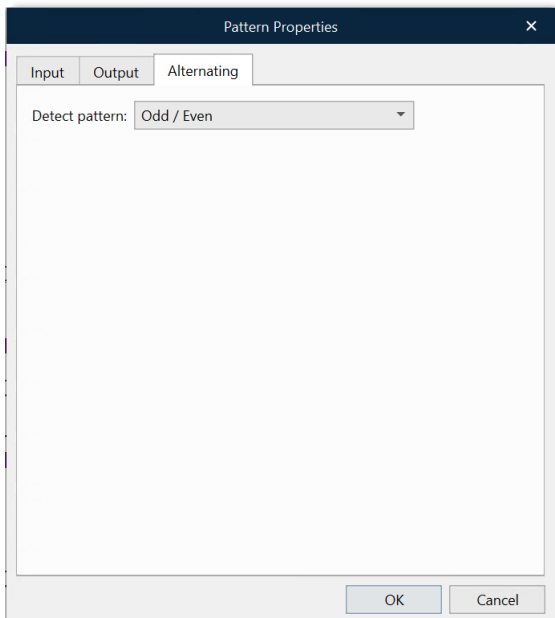 Pattern Properties
Input Output Alternating
Detect pattern: Odd / Even
OK Cancel